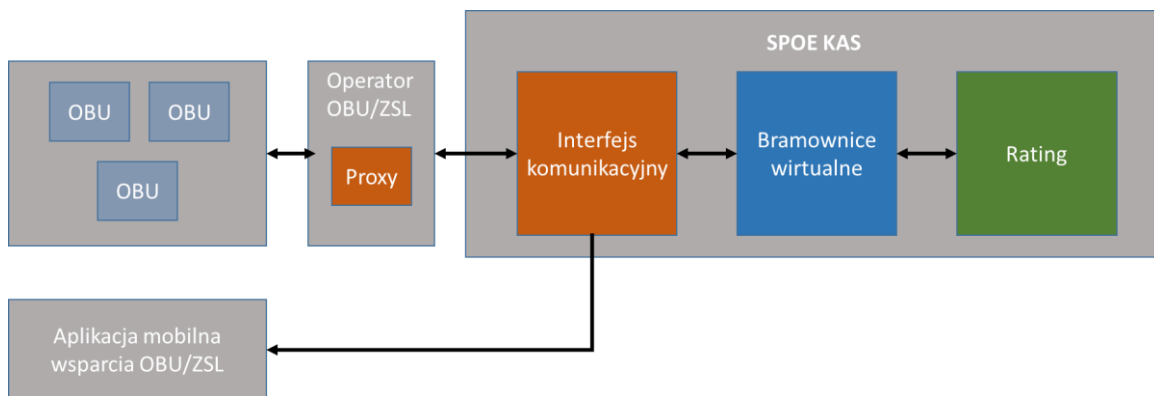 SPOE KAS
OBU
OBU
OBU
Operator
OBU/ZSL
Proxy
Interfejs
komunikacyjny
Bramownice
wirtualne
Rating
Aplikacja mobilna
wsparcia OBU/ZSL